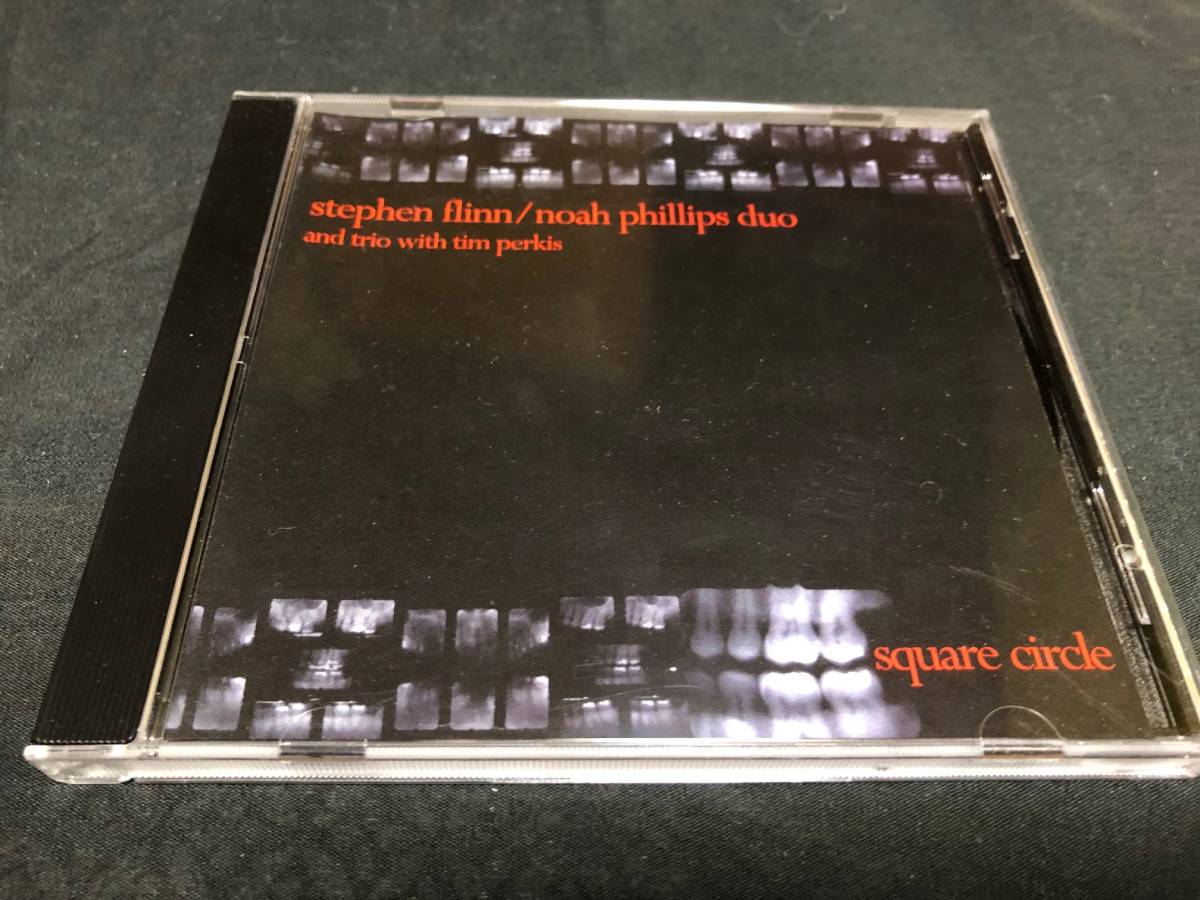 stephen flinn/noah phillips duo
and trio with tim perkis
square circle